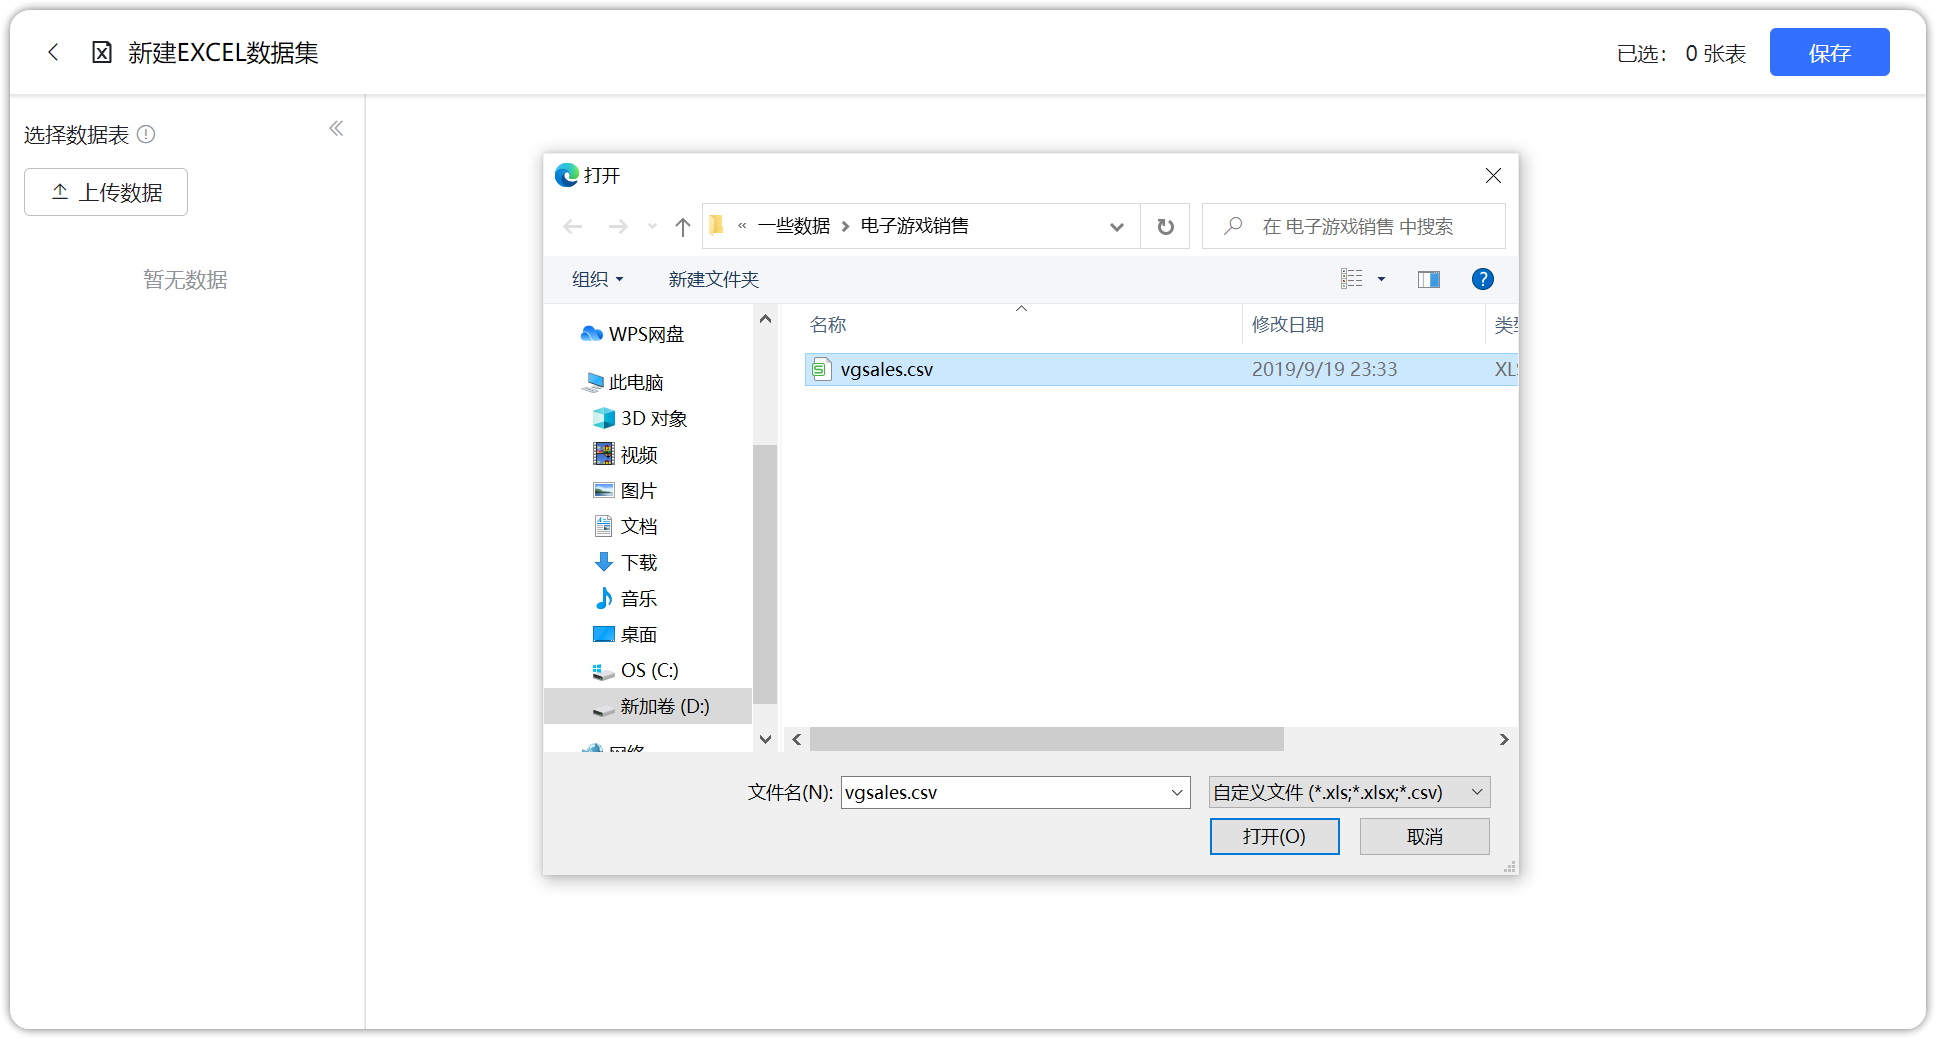 新建EXCEL数据集
已选： 0 张表
保存
选择数据表
上传数据
暂无数据
打开
« 一些数据 › 电子游戏销售
在 电子游戏销售 中搜索
组织
新建文件夹
?
名称
修改日期
类型
vgsales.csv
2019/9/19 23:33
XLS
WPS网盘
此电脑
3D 对象
视频
图片
文档
下载
音乐
桌面
OS (C:)
新加卷 (D:)
网络
文件名(N):
vgsales.csv
自定义文件 (*.xls;*.xlsx;*.csv)
打开(O)
取消